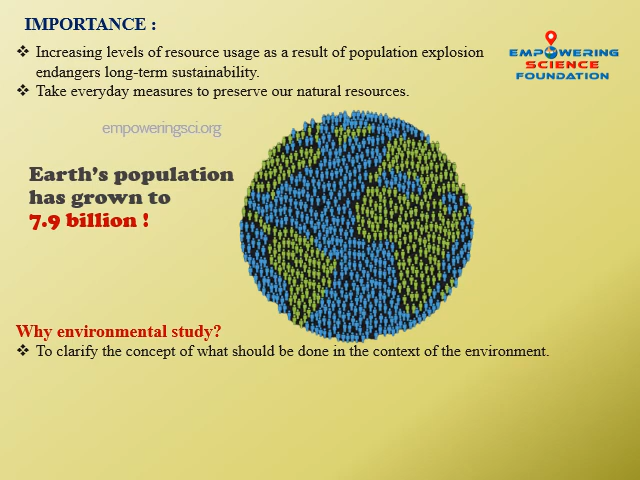 IMPORTANCE :
❖ Increasing levels of resource usage as a result of population explosion
endangers long-term sustainability.
❖ Take everyday measures to preserve our natural resources.
EMPOWERING
SCIENCE
FOUNDATION
empoweringsci.org
Earth's population
has grown to
7.9 billion !
Why environmental study?
❖ To clarify the concept of what should be done in the context of the environment.